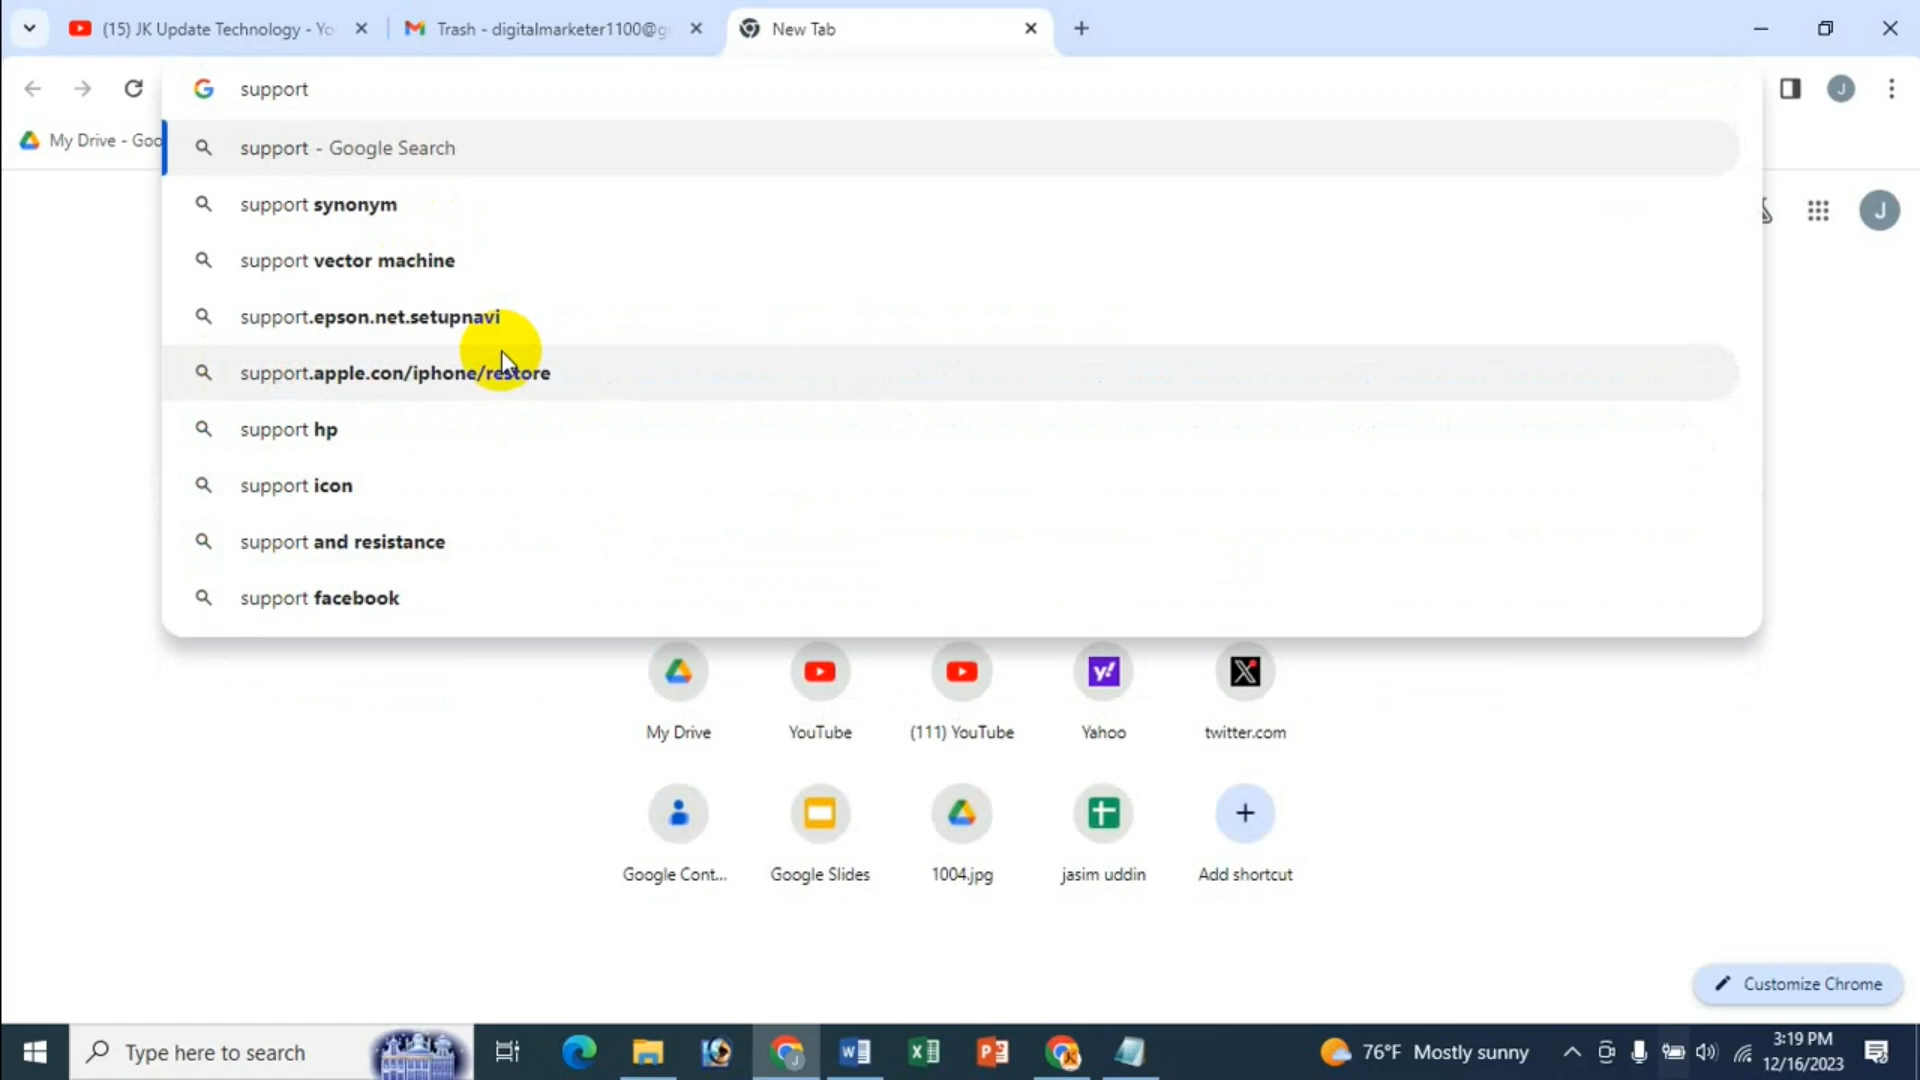 (15) JK Update Technology - Yo
Trash - digitalmarketer1100@g
New Tab
support
My Drive - Goo
support - Google Search
support synonym
support vector machine
support.epson.net.setupnavi
support.apple.con/iphone/restore
support hp
support icon
support and resistance
support facebook
J
J
My Drive
YouTube
(111) YouTube
Yahoo
twitter.com
Google Cont...
Google Slides
1004.jpg
jasim uddin
Add shortcut
Customize Chrome
Type here to search
76°F Mostly sunny
3:19 PM
12/16/2023